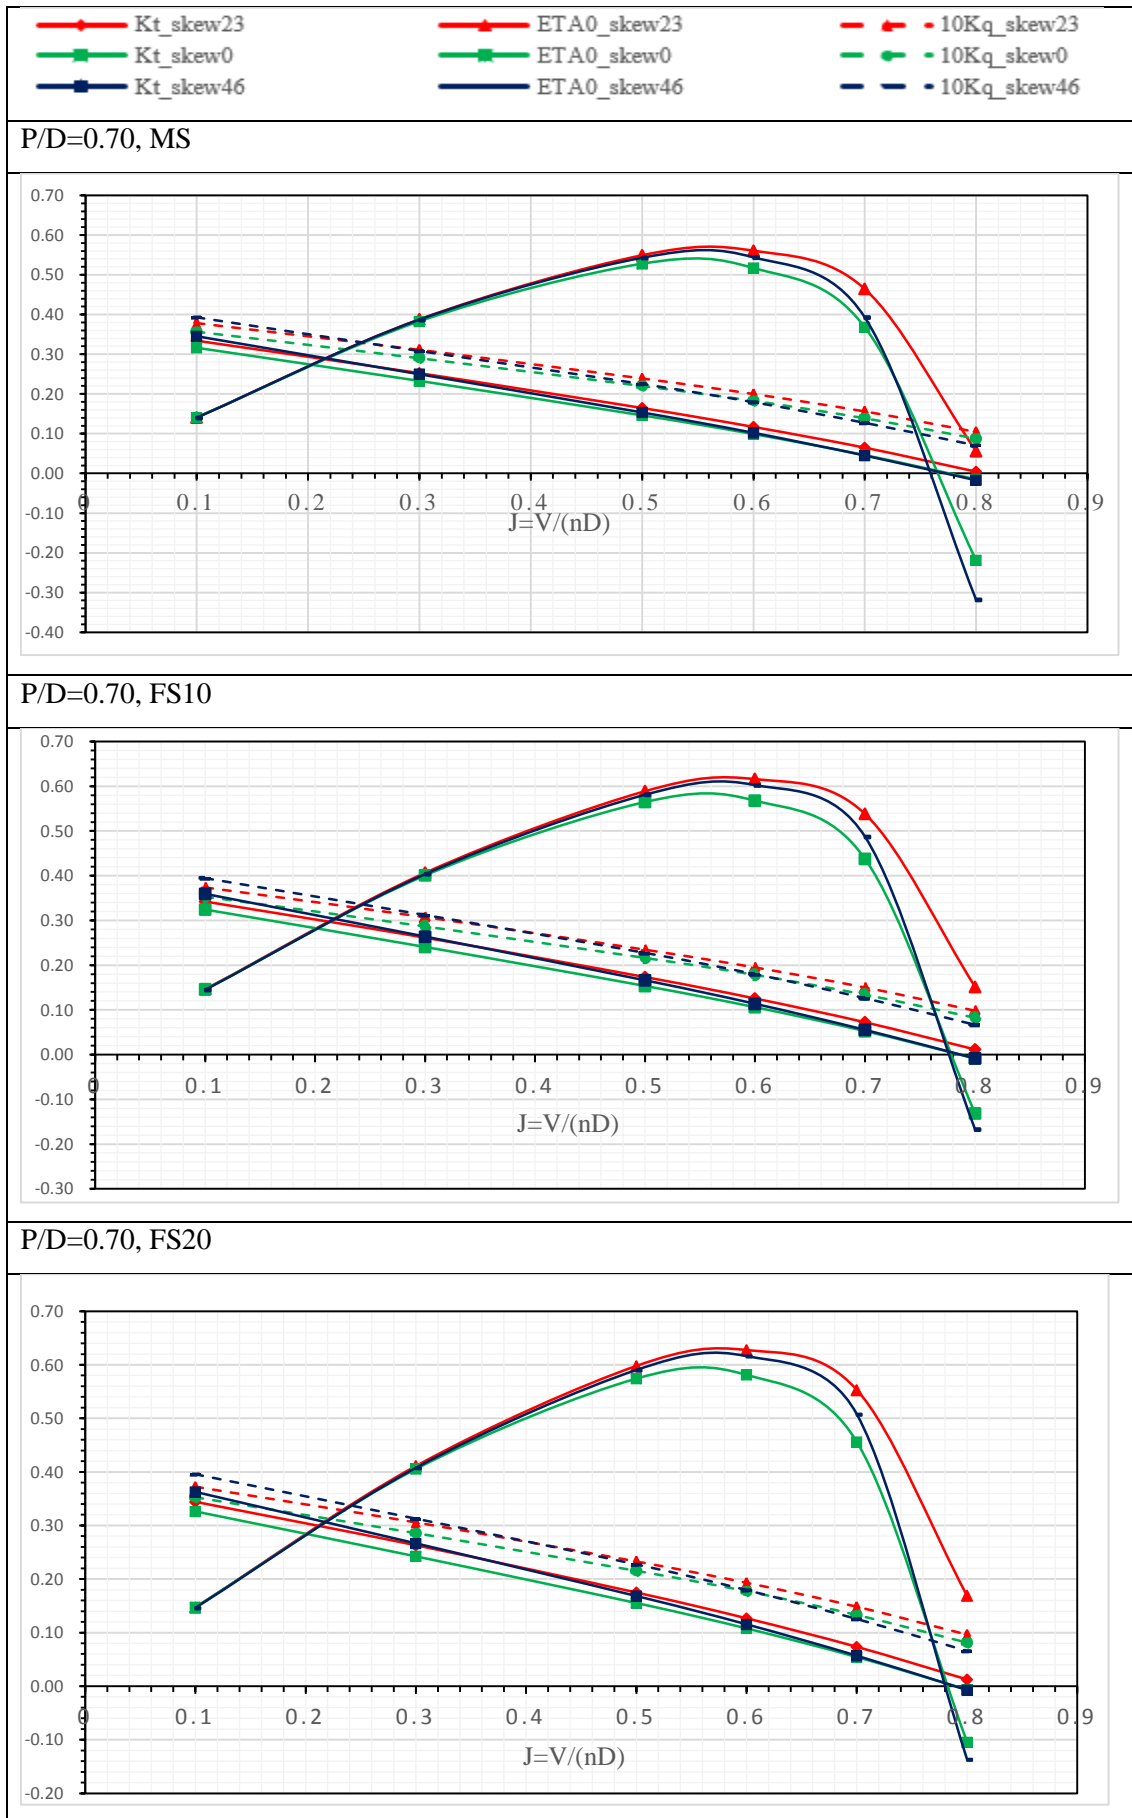 Kt_skew23 ETA0_skew23 10Kq_skew23
Kt_skew0 ETA0_skew0 10Kq_skew0
Kt_skew46 ETA0_skew46 10Kq_skew46
P/D=0.70, MS
0.70
0.60
0.50
0.40
0.30
0.20
0.10
0.00
0 0.1 0.2 0.3 0.4 0.5 0.6 0.7 0.8 0.9
-0.10
J=V/(nD)
-0.20
-0.30
-0.40
P/D=0.70, FS10
0.70
0.60
0.50
0.40
0.30
0.20
0.10
0.00
0 0.1 0.2 0.3 0.4 0.5 0.6 0.7 0.8 0.9
-0.10
J=V/(nD)
-0.20
-0.30
P/D=0.70, FS20
0.70
0.60
0.50
0.40
0.30
0.20
0.10
0.00
0 0.1 0.2 0.3 0.4 0.5 0.6 0.7 0.8 0.9
-0.10
J=V/(nD)
-0.20